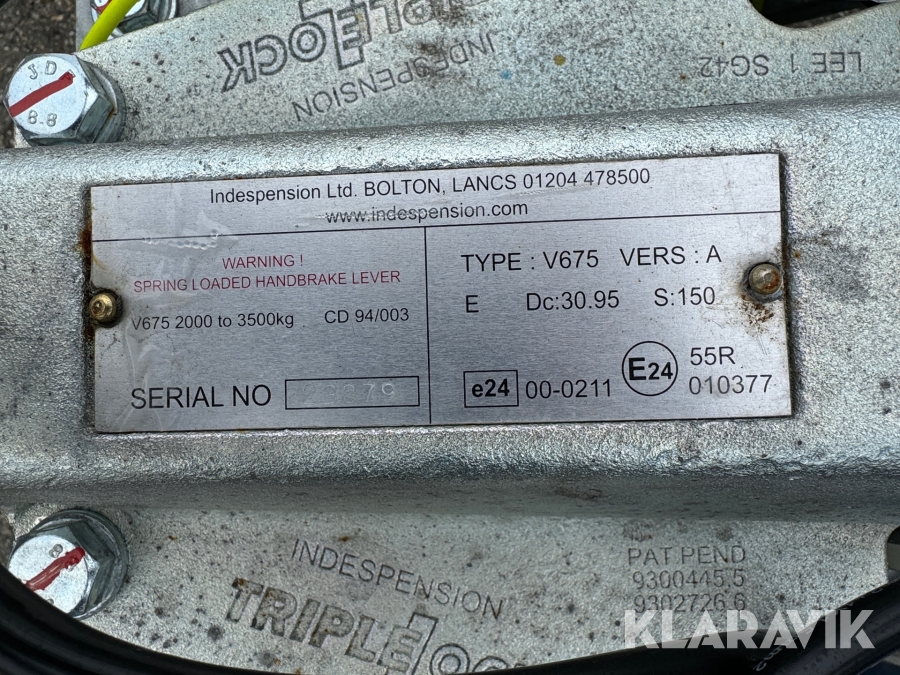 TRIPLELOCK
INDESPENSION
LEE 1 SG42
J.D
8.8
Indespension Ltd. BOLTON, LANCS 01204 478500
www.indespension.com
WARNING !
SPRING LOADED HANDBRAKE LEVER
V675 2000 to 3500kg CD 94/003
SERIAL NO
TYPE : V675 VERS : A
E Dc:30.95 S:150
e24 00-0211 E24 55R
010377
8
INDESPENSION
TRIPLELOCK
PAT PEND
9300445.5
9302726.6
KLARAVIK